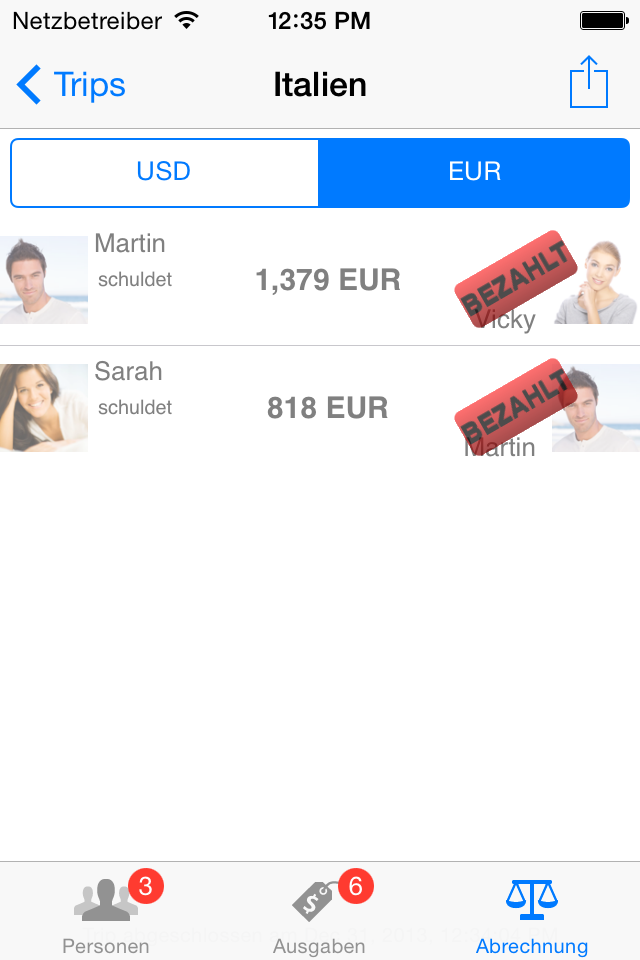 Netzbetreiber 12:35 PM
Trips Italien
USD EUR
Martin
schuldet 1,379 EUR BEZAHLT
Vicky
Sarah
schuldet 818 EUR BEZAHLT
Martin
3 6
Personen Ausgaben Abrechnung